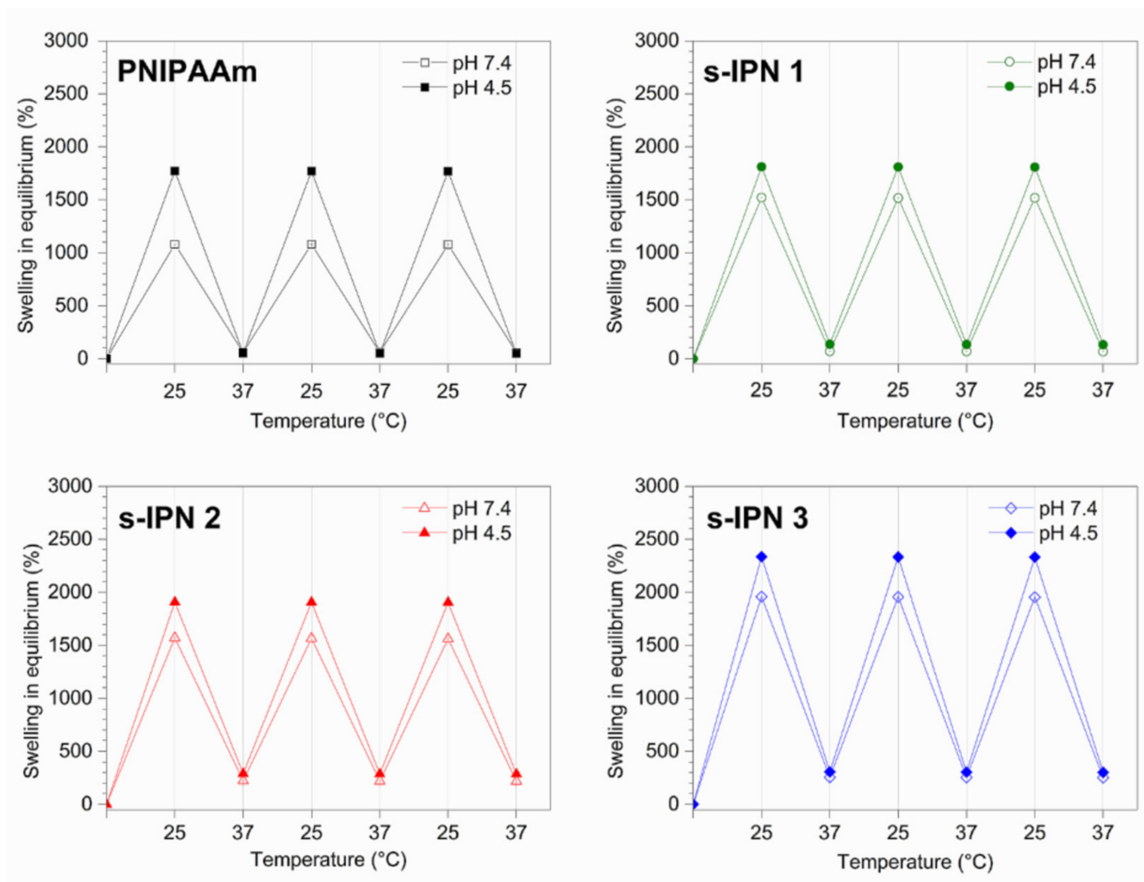 PNIPAAm
pH 7.4
pH 4.5
Swelling in equilibrium (%)
3000
2500
2000
1500
1000
500
0
25 37 25 37 25 37
Temperature (°C)
s-IPN 1
pH 7.4
pH 4.5
Swelling in equilibrium (%)
3000
2500
2000
1500
1000
500
0
25 37 25 37 25 37
Temperature (°C)
s-IPN 2
pH 7.4
pH 4.5
Swelling in equilibrium (%)
3000
2500
2000
1500
1000
500
0
25 37 25 37 25 37
Temperature (°C)
s-IPN 3
pH 7.4
pH 4.5
Swelling in equilibrium (%)
3000
2500
2000
1500
1000
500
0
25 37 25 37 25 37
Temperature (°C)